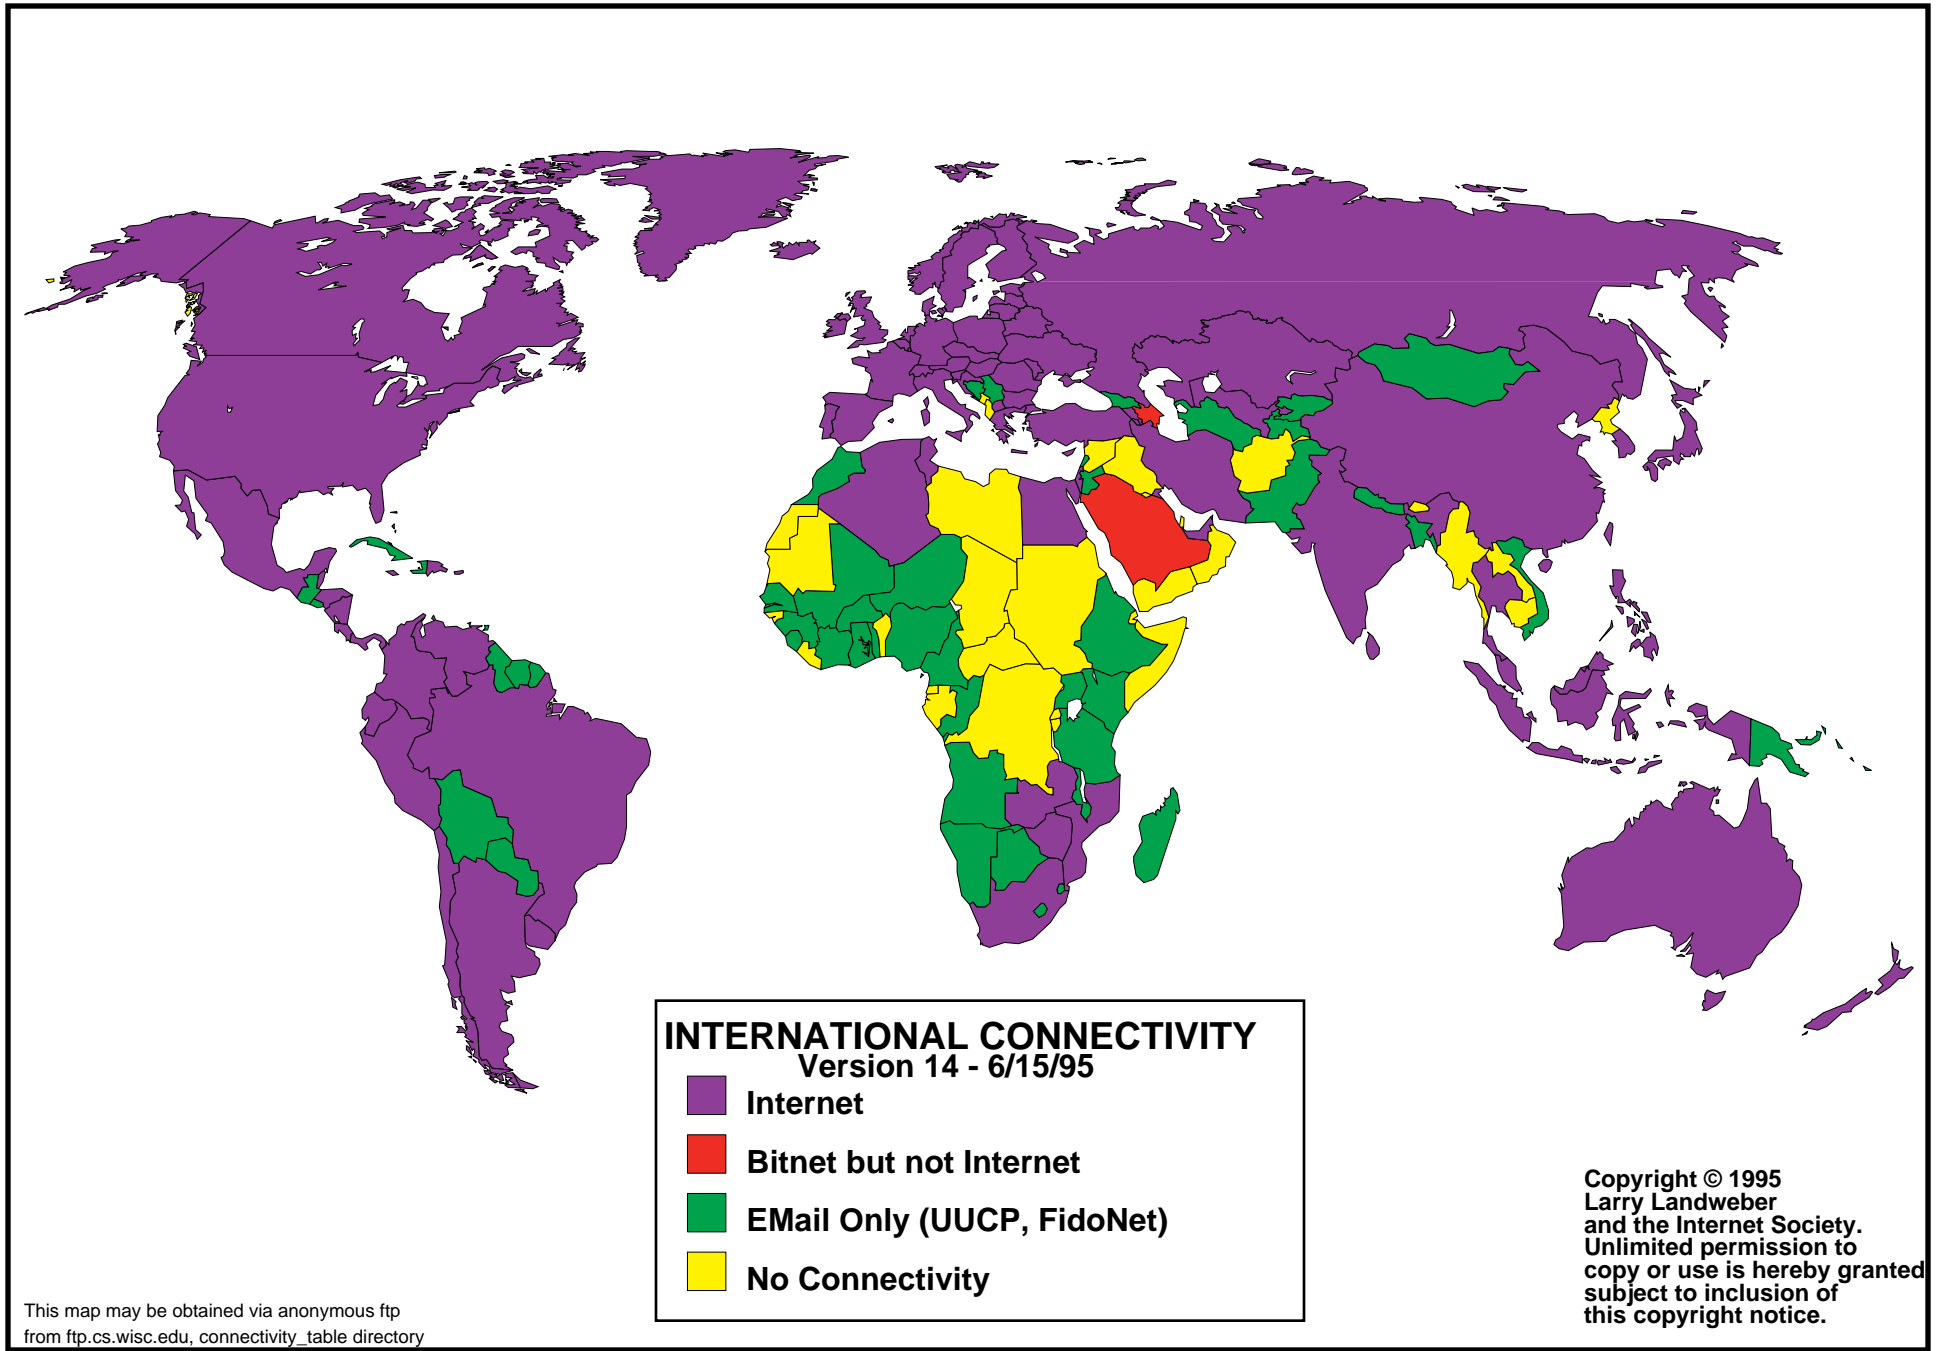 INTERNATIONAL CONNECTIVITY
Version 14 - 6/15/95
Internet
Bitnet but not Internet
EMail Only (UUCP, FidoNet)
No Connectivity
Copyright © 1995
Larry Landweber
and the Internet Society.
Unlimited permission to
copy or use is hereby granted
subject to inclusion of
this copyright notice.
This map may be obtained via anonymous ftp
from ftp.cs.wisc.edu, connectivity_table directory